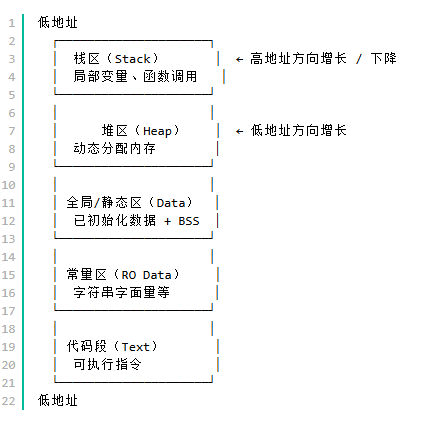 1 低地址
2
3 栈区（Stack） ← 高地址方向增长 / 下降
4 局部变量、函数调用
5
6
7 堆区（Heap） ← 低地址方向增长
8 动态分配内存
9
10
11 全局/静态区（Data）
12 已初始化数据 + BSS
13
14
15 常量区（RO Data）
16 字符串字面量等
17
18
19 代码段（Text）
20 可执行指令
21
22 低地址